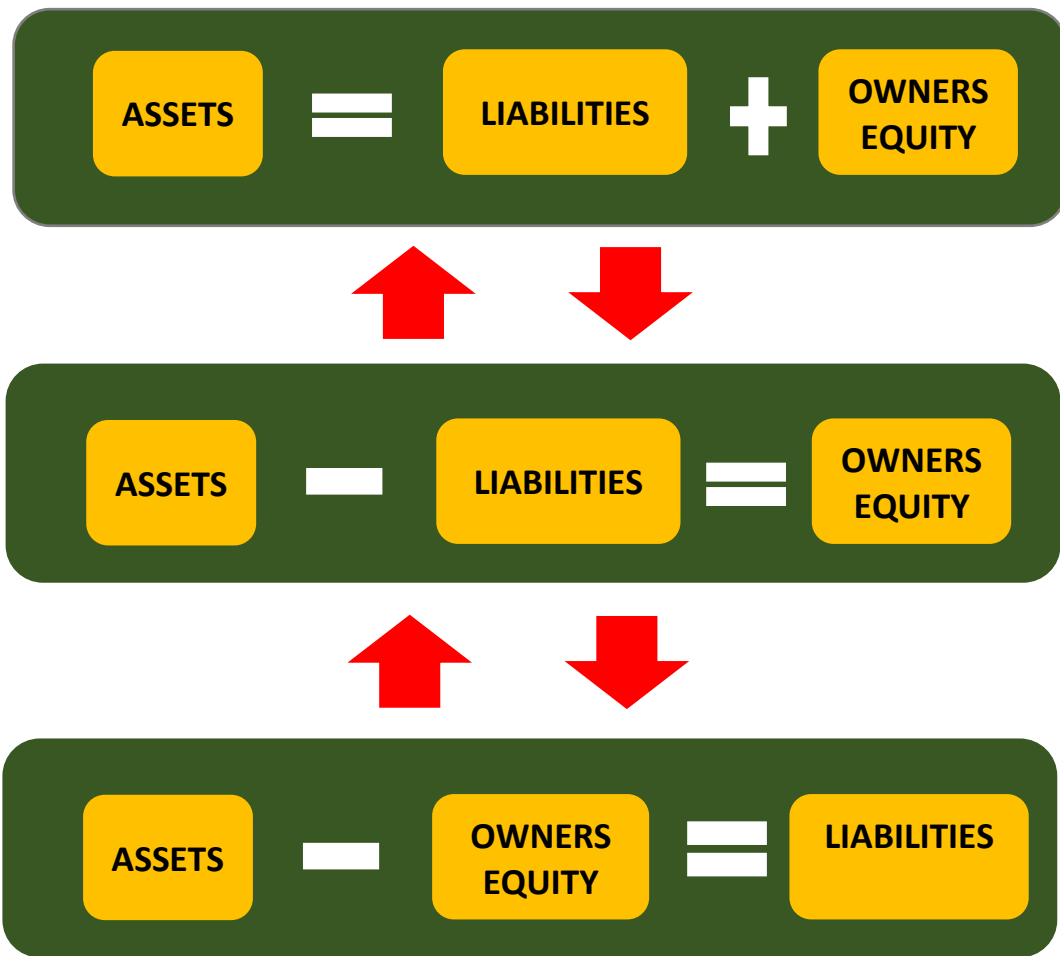 ASSETS = LIABILITIES + OWNERS
EQUITY
ASSETS - LIABILITIES = OWNERS
EQUITY
ASSETS - OWNERS
EQUITY = LIABILITIES